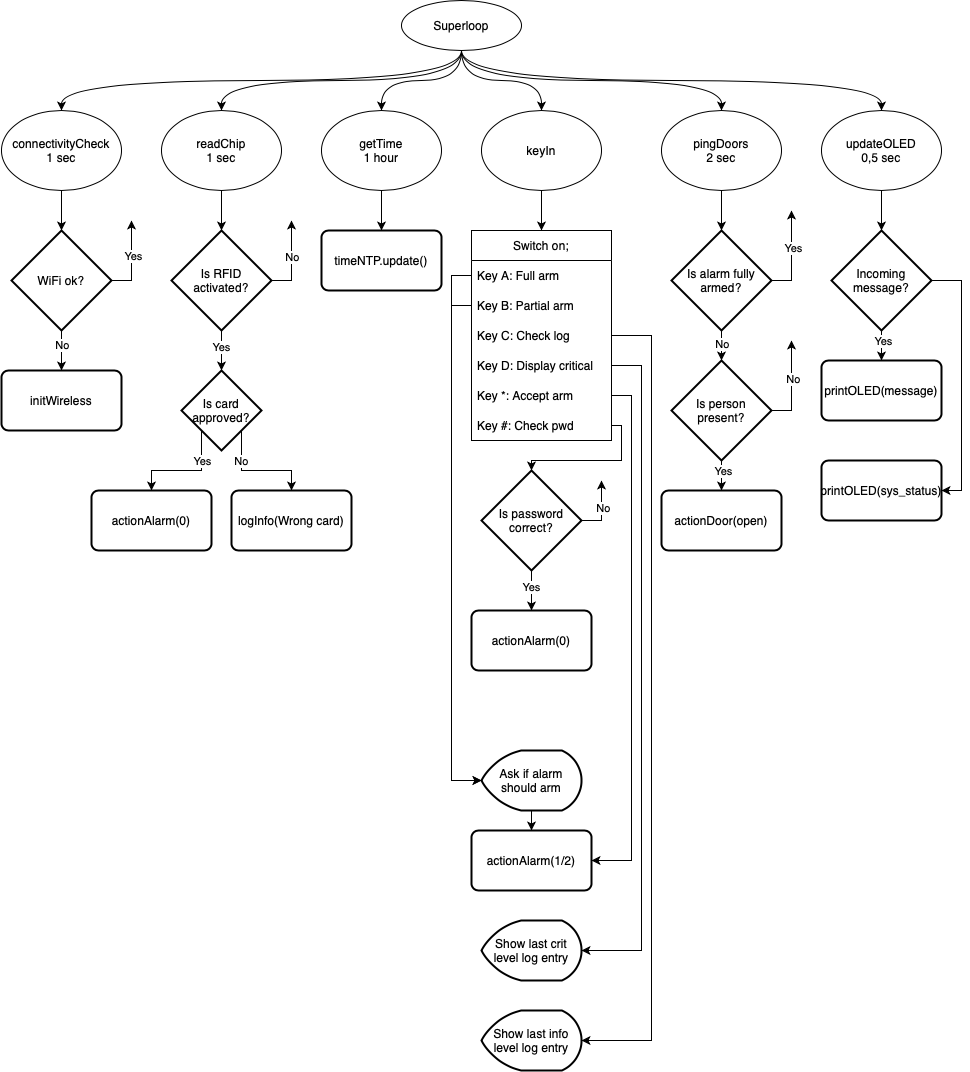 Superloop
connectivityCheck
1 sec
readChip
1 sec
getTime
1 hour
keyIn
pingDoors
2 sec
updateOLED
0,5 sec
WiFi ok?
Yes
No
initWireless
Is RFID
activated?
No
Yes
Is card
approved?
Yes
No
actionAlarm(0)
logInfo(Wrong card)
timeNTP.update()
Switch on;
Key A: Full arm
Key B: Partial arm
Key C: Check log
Key D: Display critical
Key *: Accept arm
Key #: Check pwd
Is password
correct?
No
Yes
actionAlarm(0)
Ask if alarm
should arm
actionAlarm(1/2)
Show last crit
level log entry
Show last info
level log entry
Is alarm fully
armed?
Yes
No
Is person
present?
No
Yes
actionDoor(open)
Incoming
message?
Yes
printOLED(message)
printOLED(sys_status)